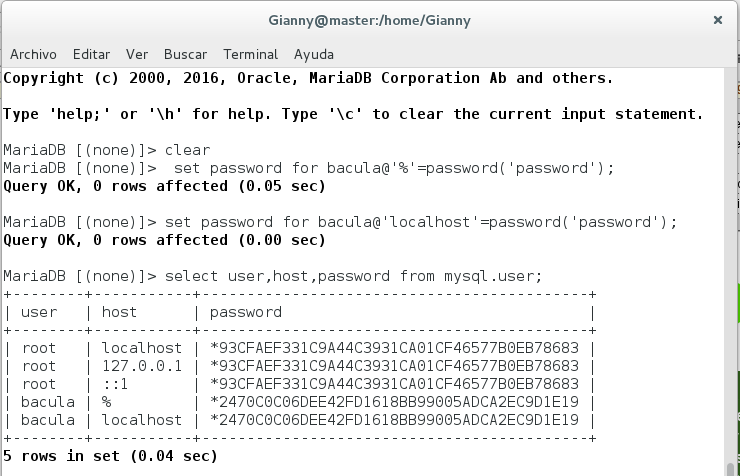 Gianny@master:/home/Gianny
Archivo Editar Ver Buscar Terminal Ayuda
Copyright (c) 2000, 2016, Oracle, MariaDB Corporation Ab and others.
Type 'help;' or '\h' for help. Type '\c' to clear the current input statement.
MariaDB [(none)]> clear
MariaDB [(none)]>  set password for bacula@'%'=password('password');
Query OK, 0 rows affected (0.05 sec)
MariaDB [(none)]> set password for bacula@'localhost'=password('password');
Query OK, 0 rows affected (0.00 sec)
MariaDB [(none)]> select user,host,password from mysql.user;
+--------+-----------+-------------------------------------------+
| user   | host      | password                                  |
+--------+-----------+-------------------------------------------+
| root   | localhost | *93CFAEF331C9A44C3931CA01CF46577B0EB78683 |
| root   | 127.0.0.1 | *93CFAEF331C9A44C3931CA01CF46577B0EB78683 |
| root   | ::1       | *93CFAEF331C9A44C3931CA01CF46577B0EB78683 |
| bacula | %         | *2470C0C06DEE42FD1618BB99005ADCA2EC9D1E19 |
| bacula | localhost | *2470C0C06DEE42FD1618BB99005ADCA2EC9D1E19 |
+--------+-----------+-------------------------------------------+
5 rows in set (0.04 sec)